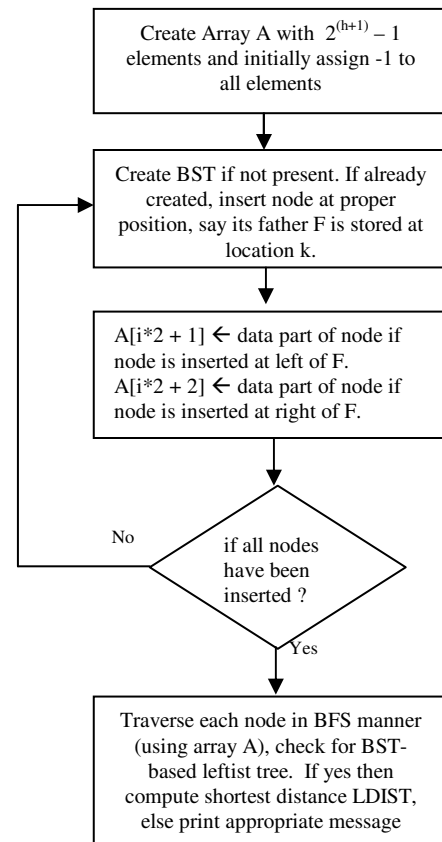 Create Array A with 2^(h+1) – 1
elements and initially assign -1 to
all elements
Create BST if not present. If already
created, insert node at proper
position, say its father F is stored at
location k.
A[i*2 + 1] ← data part of node if
node is inserted at left of F.
A[i*2 + 2] ← data part of node if
node is inserted at right of F.
No
if all nodes
have been
inserted ?
Yes
Traverse each node in BFS manner
(using array A), check for BST-
based leftist tree. If yes then
compute shortest distance LDIST,
else print appropriate message